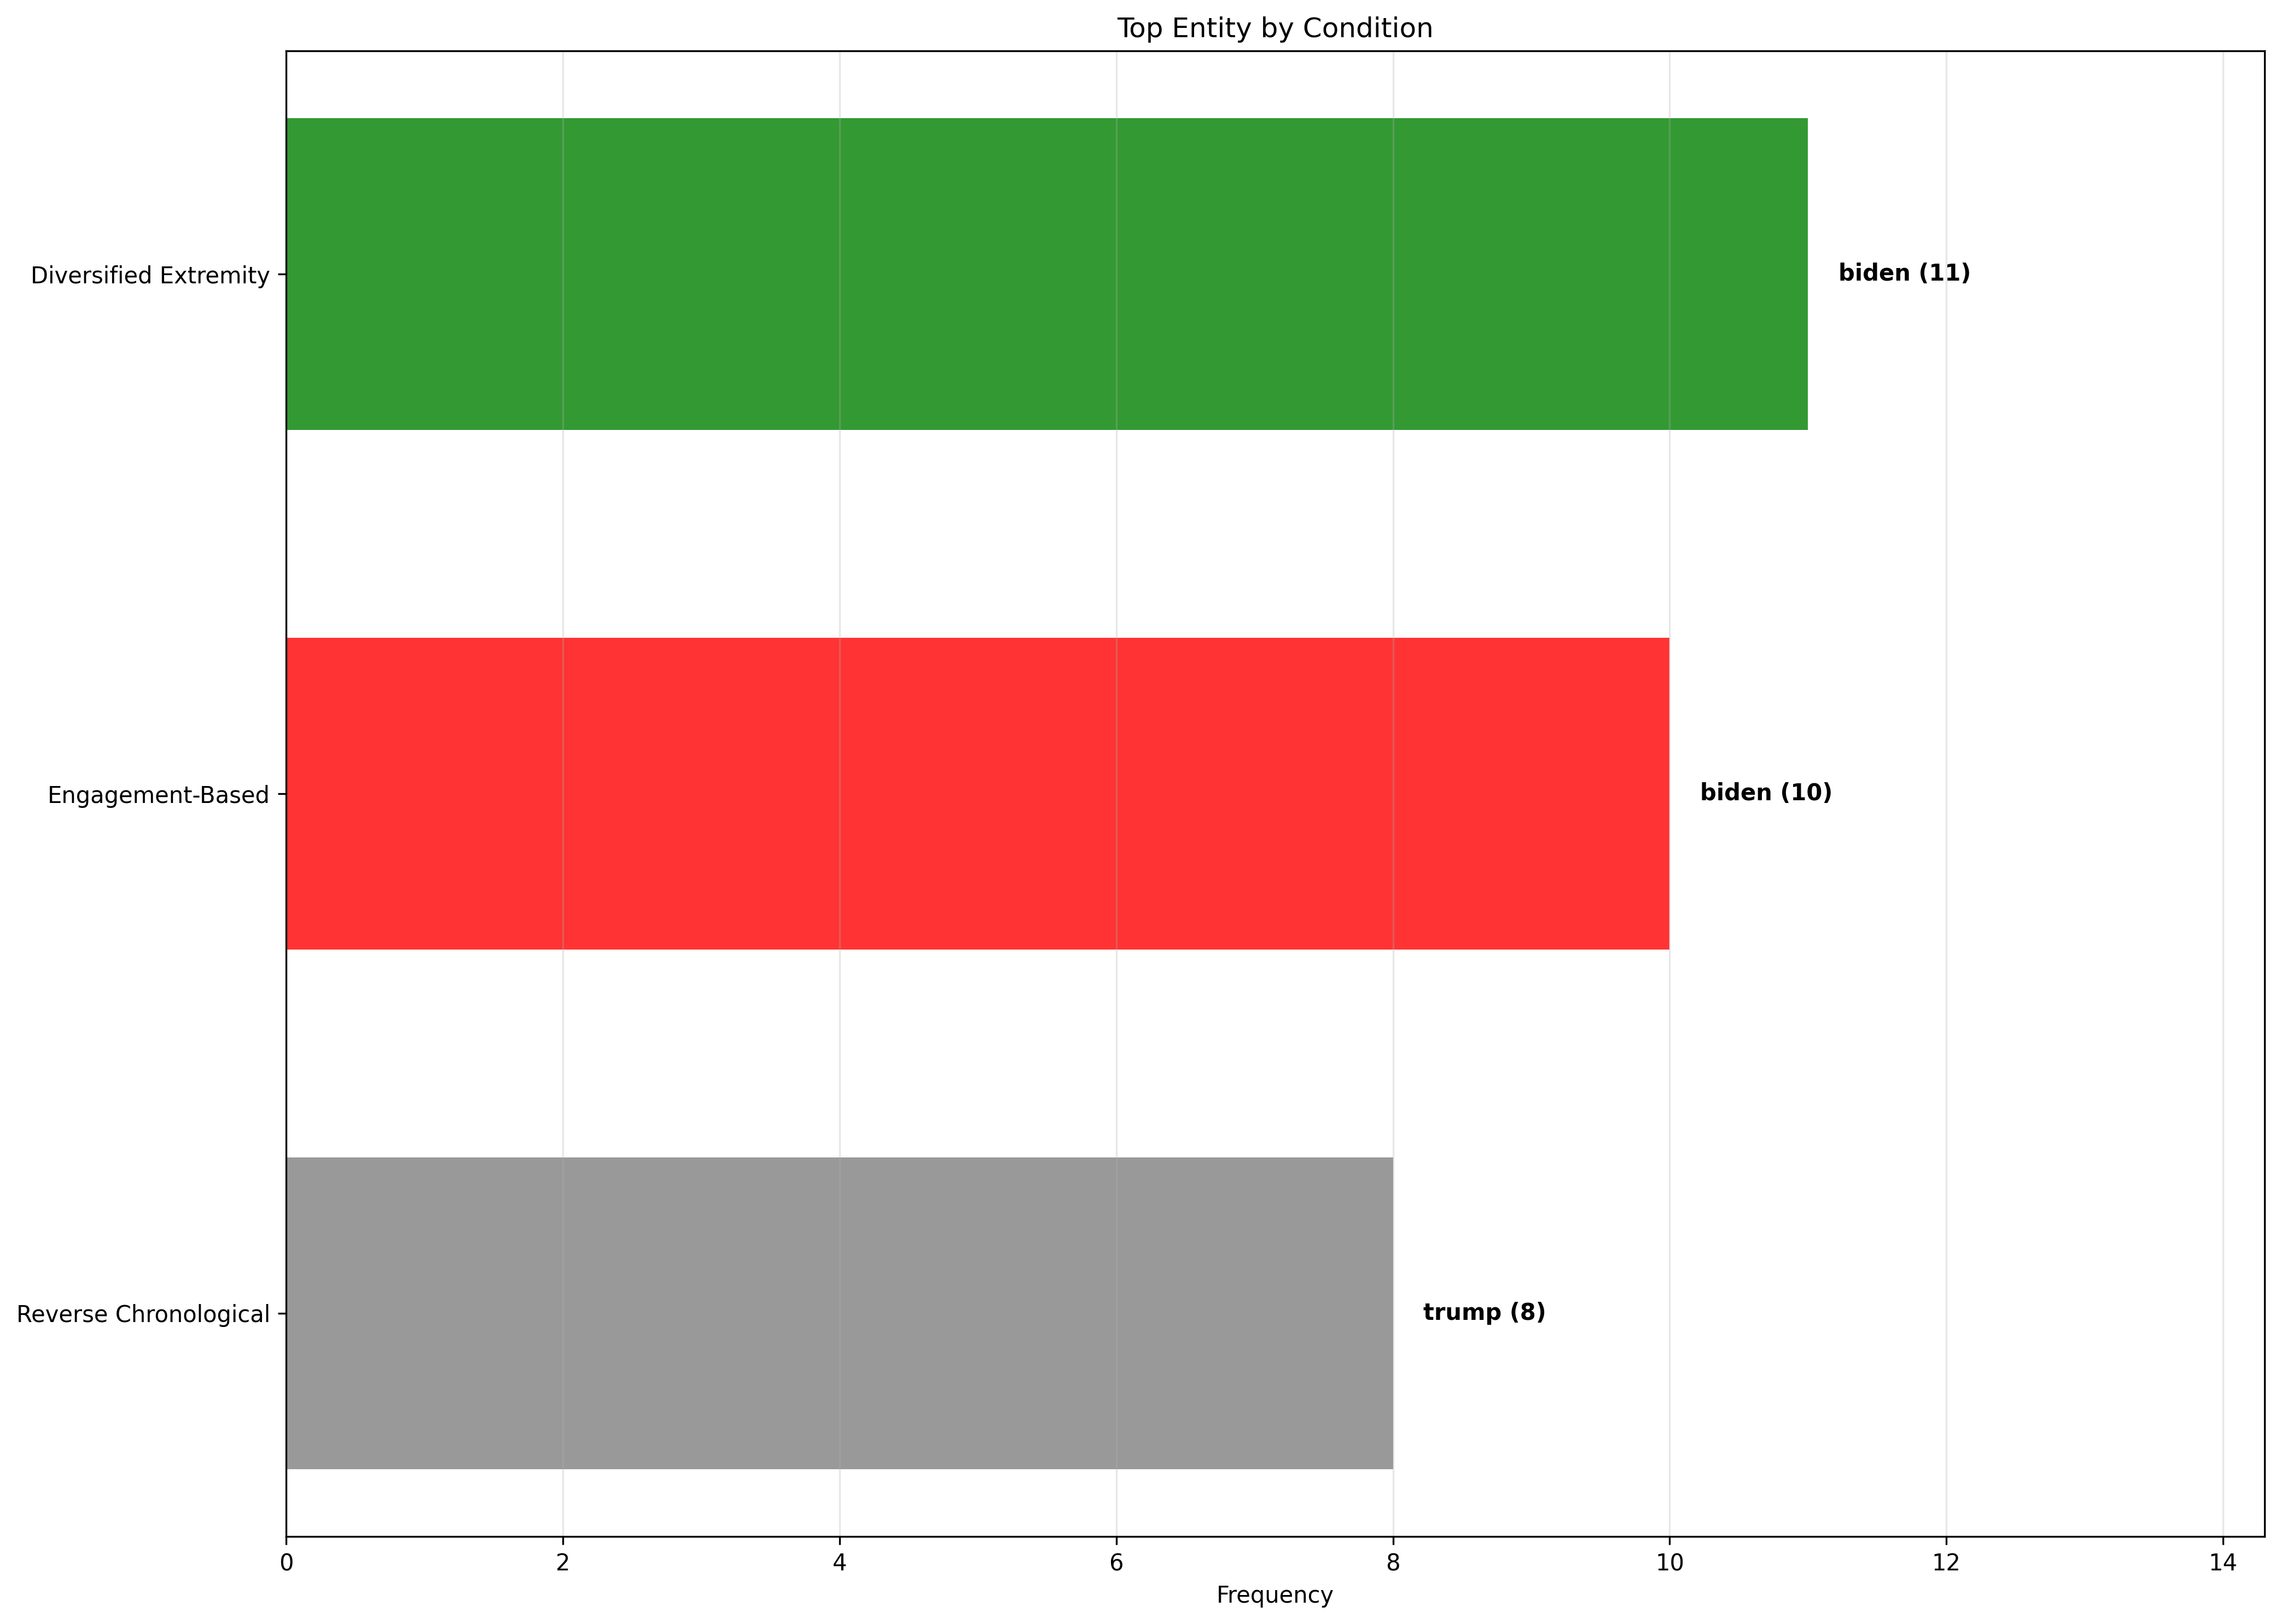 Top Entity by Condition
Diversified Extremity
biden (11)
Engagement-Based
biden (10)
Reverse Chronological
trump (8)
0 2 4 6 8 10 12 14
Frequency